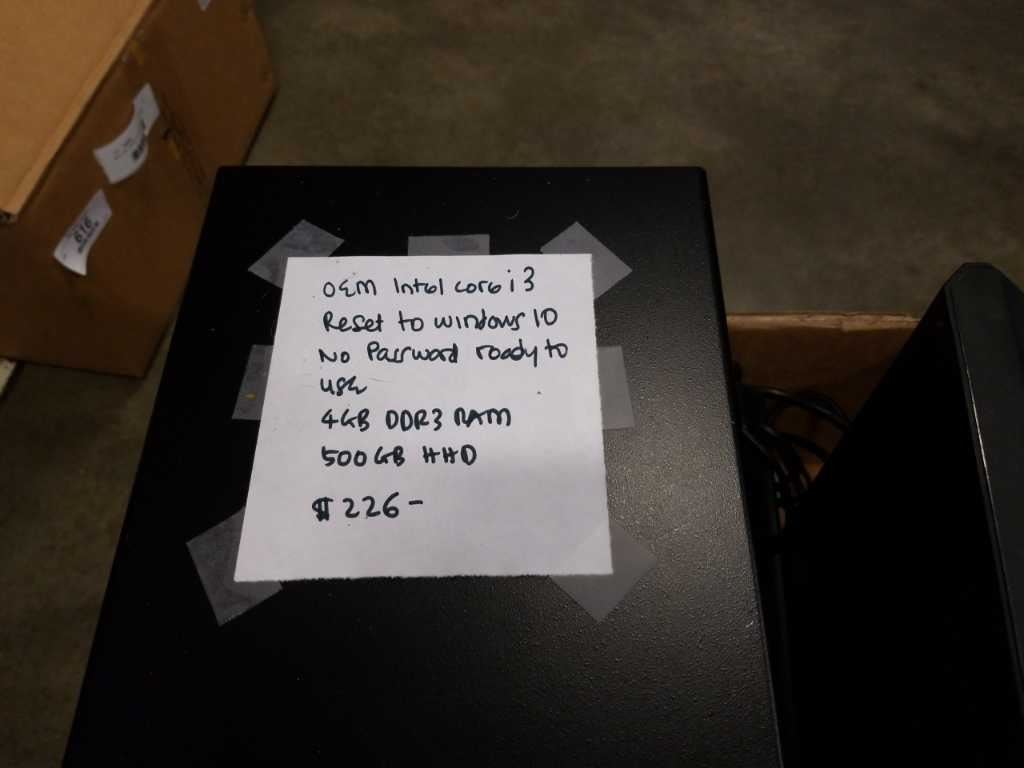 616
OEM Intel core i3
Reset to windows 10
No Password ready to
use
4GB DDR3 RAM
500GB HHD
$226-